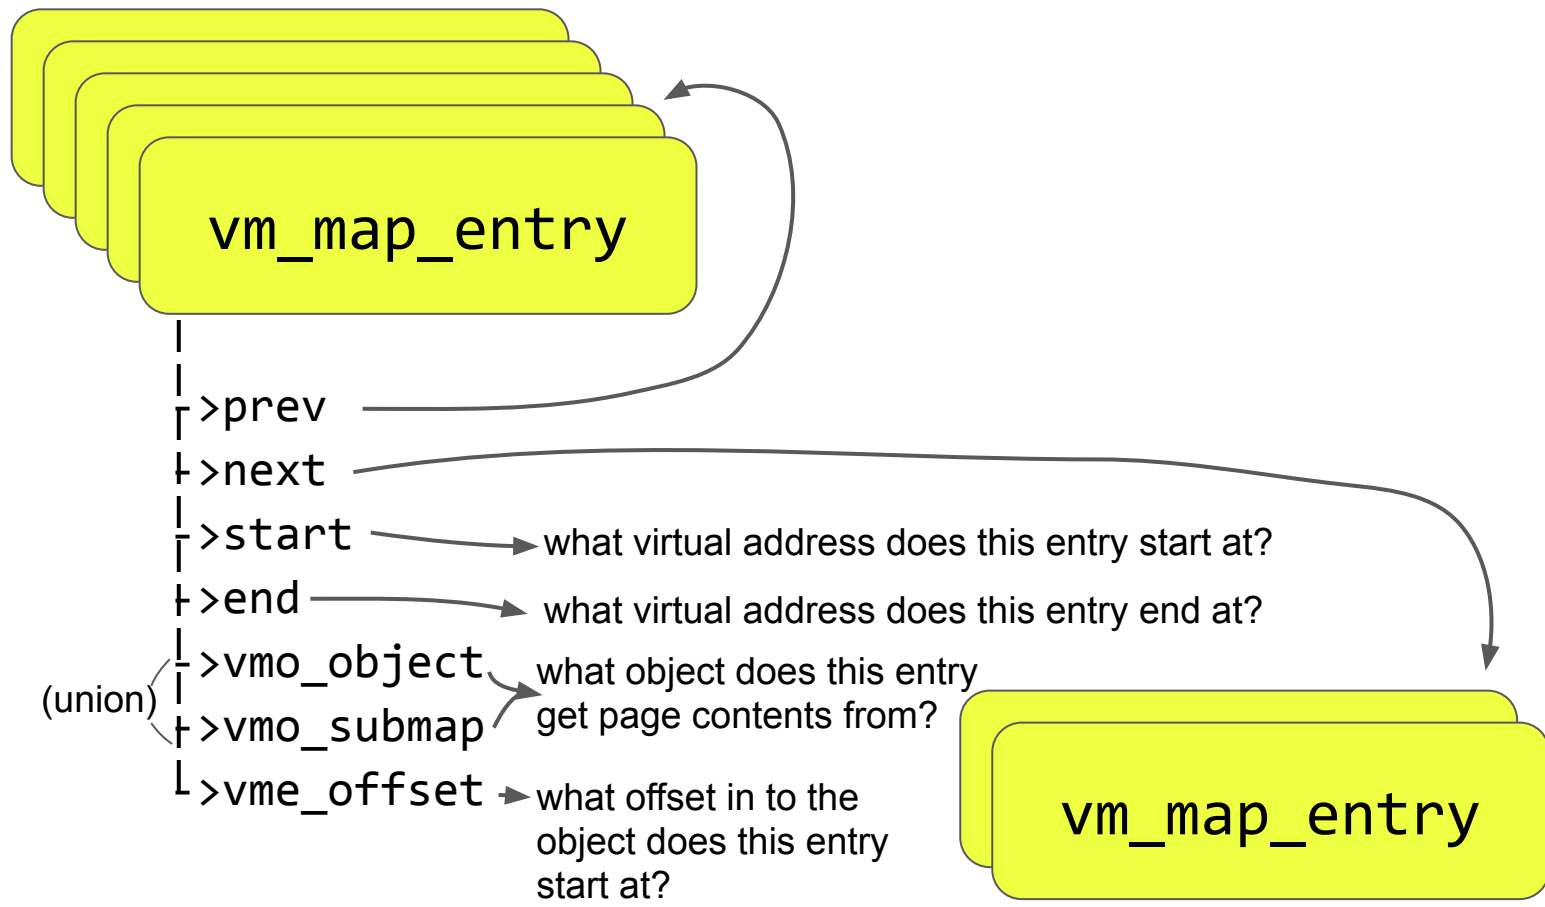 vm_map_entry
>prev
>next
>start
what virtual address does this entry start at?
>end
what virtual address does this entry end at?
>vmo_object
(union)
>vmo_submap
what object does this entry
get page contents from?
>vme_offset
what offset in to the
object does this entry
start at?
vm_map_entry